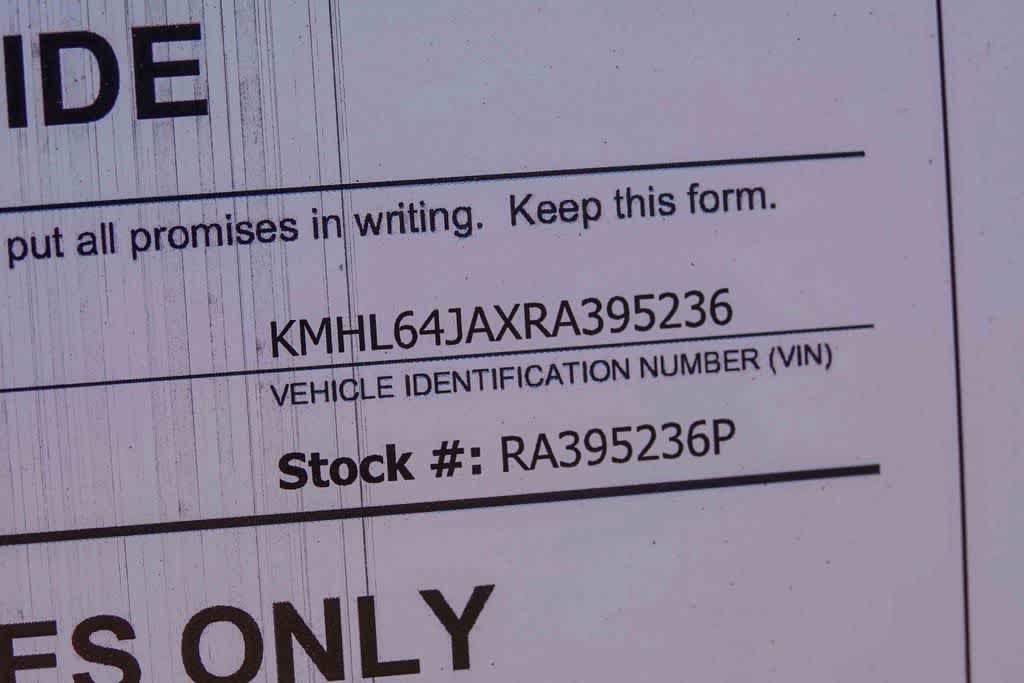 IDE
put all promises in writing. Keep this form.
KMHL64JAXRA395236
VEHICLE IDENTIFICATION NUMBER (VIN)
Stock #: RA395236P
ES ONLY